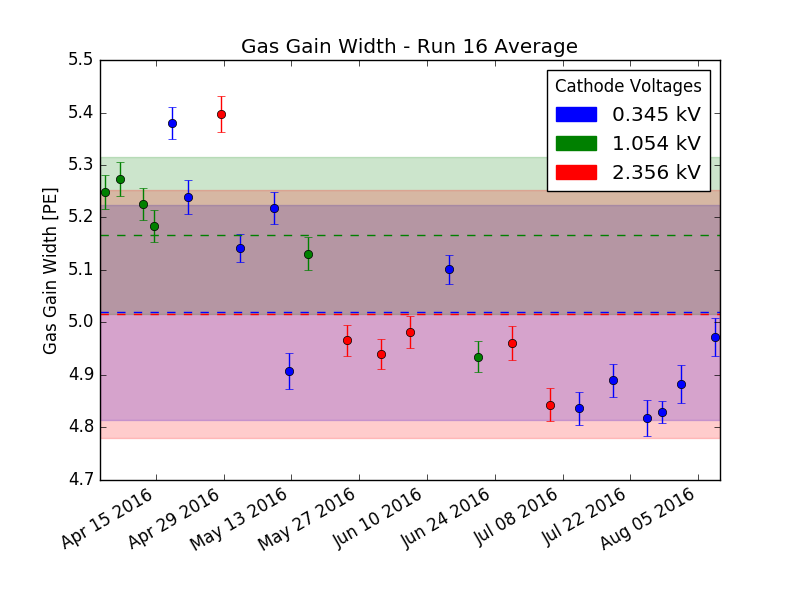 Gas Gain Width - Run 16 Average
Cathode Voltages
0.345 kV
1.054 kV
2.356 kV
Gas Gain Width [PE]
5.5
5.4
5.3
5.2
5.1
5.0
4.9
4.8
4.7
Apr 15 2016
Apr 29 2016
May 13 2016
May 27 2016
Jun 10 2016
Jun 24 2016
Jul 08 2016
Jul 22 2016
Aug 05 2016